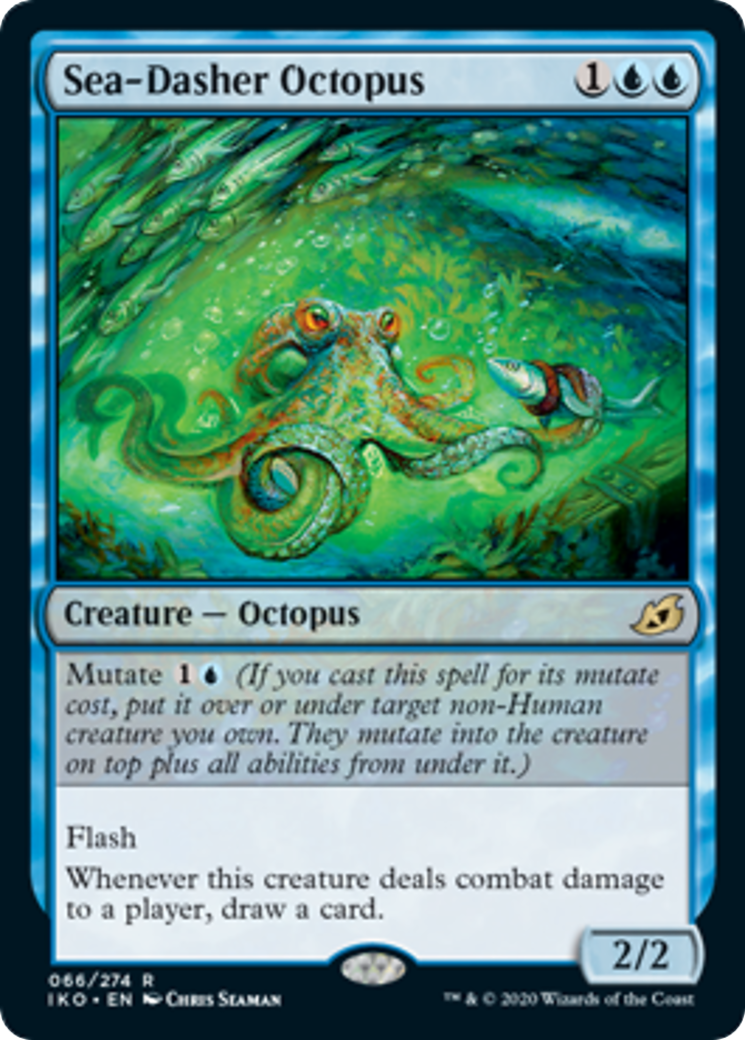 Sea-Dasher Octopus 1
Creature — Octopus
Mutate 1 (If you cast this spell for its mutate
cost, put it over or under target non-Human
creature you own. They mutate into the creature
on top plus all abilities from under it.)
Flash
Whenever this creature deals combat damage
to a player, draw a card.
2/2
066/274 R
IKO • EN Chris Seaman
™ & © 2020 Wizards of the Coast